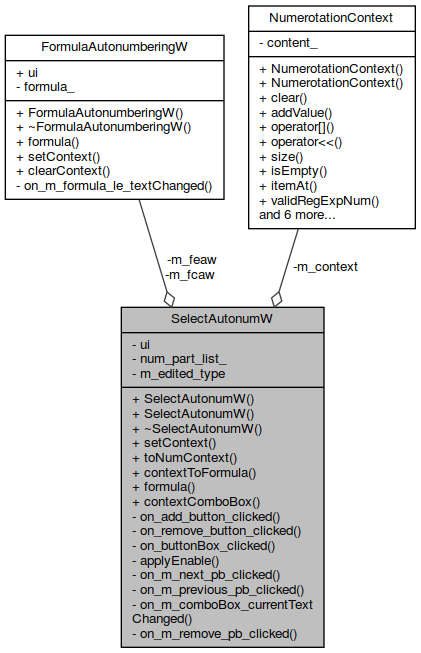 FormulaAutonumberingW
+ ui
- formula_
+ FormulaAutonumberingW()
+ ~FormulaAutonumberingW()
+ formula()
+ setContext()
+ clearContext()
- on_m_formula_le_textChanged()
NumerotationContext
- content_
+ NumerotationContext()
+ NumerotationContext()
+ clear()
+ addValue()
+ operator[]()
+ operator<<()
+ size()
+ isEmpty()
+ itemAt()
+ validRegExpNum()
and 6 more...
-m_feaw
-m_fcaw
-m_context
SelectAutonumW
- ui
- num_part_list_
- m_edited_type
+ SelectAutonumW()
+ SelectAutonumW()
+ ~SelectAutonumW()
+ setContext()
+ toNumContext()
+ contextToFormula()
+ formula()
+ contextComboBox()
- on_add_button_clicked()
- on_remove_button_clicked()
- on_buttonBox_clicked()
- applyEnable()
- on_m_next_pb_clicked()
- on_m_previous_pb_clicked()
- on_m_comboBox_currentText
Changed()
- on_m_remove_pb_clicked()